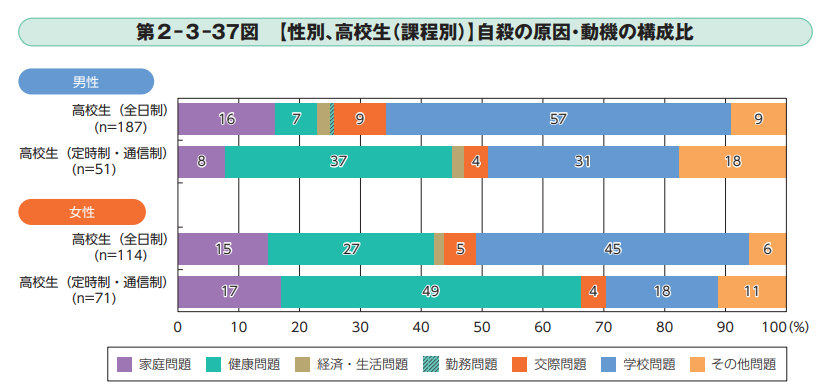 第2-3-37図 【性別、高校生(課程別)】自殺の原因・動機の構成比
男性
高校生（全日制）
(n=187)
16 7 9 57 9
高校生（定時制・通信制）
(n=51)
8 37 4 31 18
女性
高校生（全日制）
(n=114)
15 27 5 45 6
高校生（定時制・通信制）
(n=71)
17 49 4 18 11
0 10 20 30 40 50 60 70 80 90 100 (%)
家庭問題 健康問題 経済・生活問題 勤務問題 交際問題 学校問題 その他問題